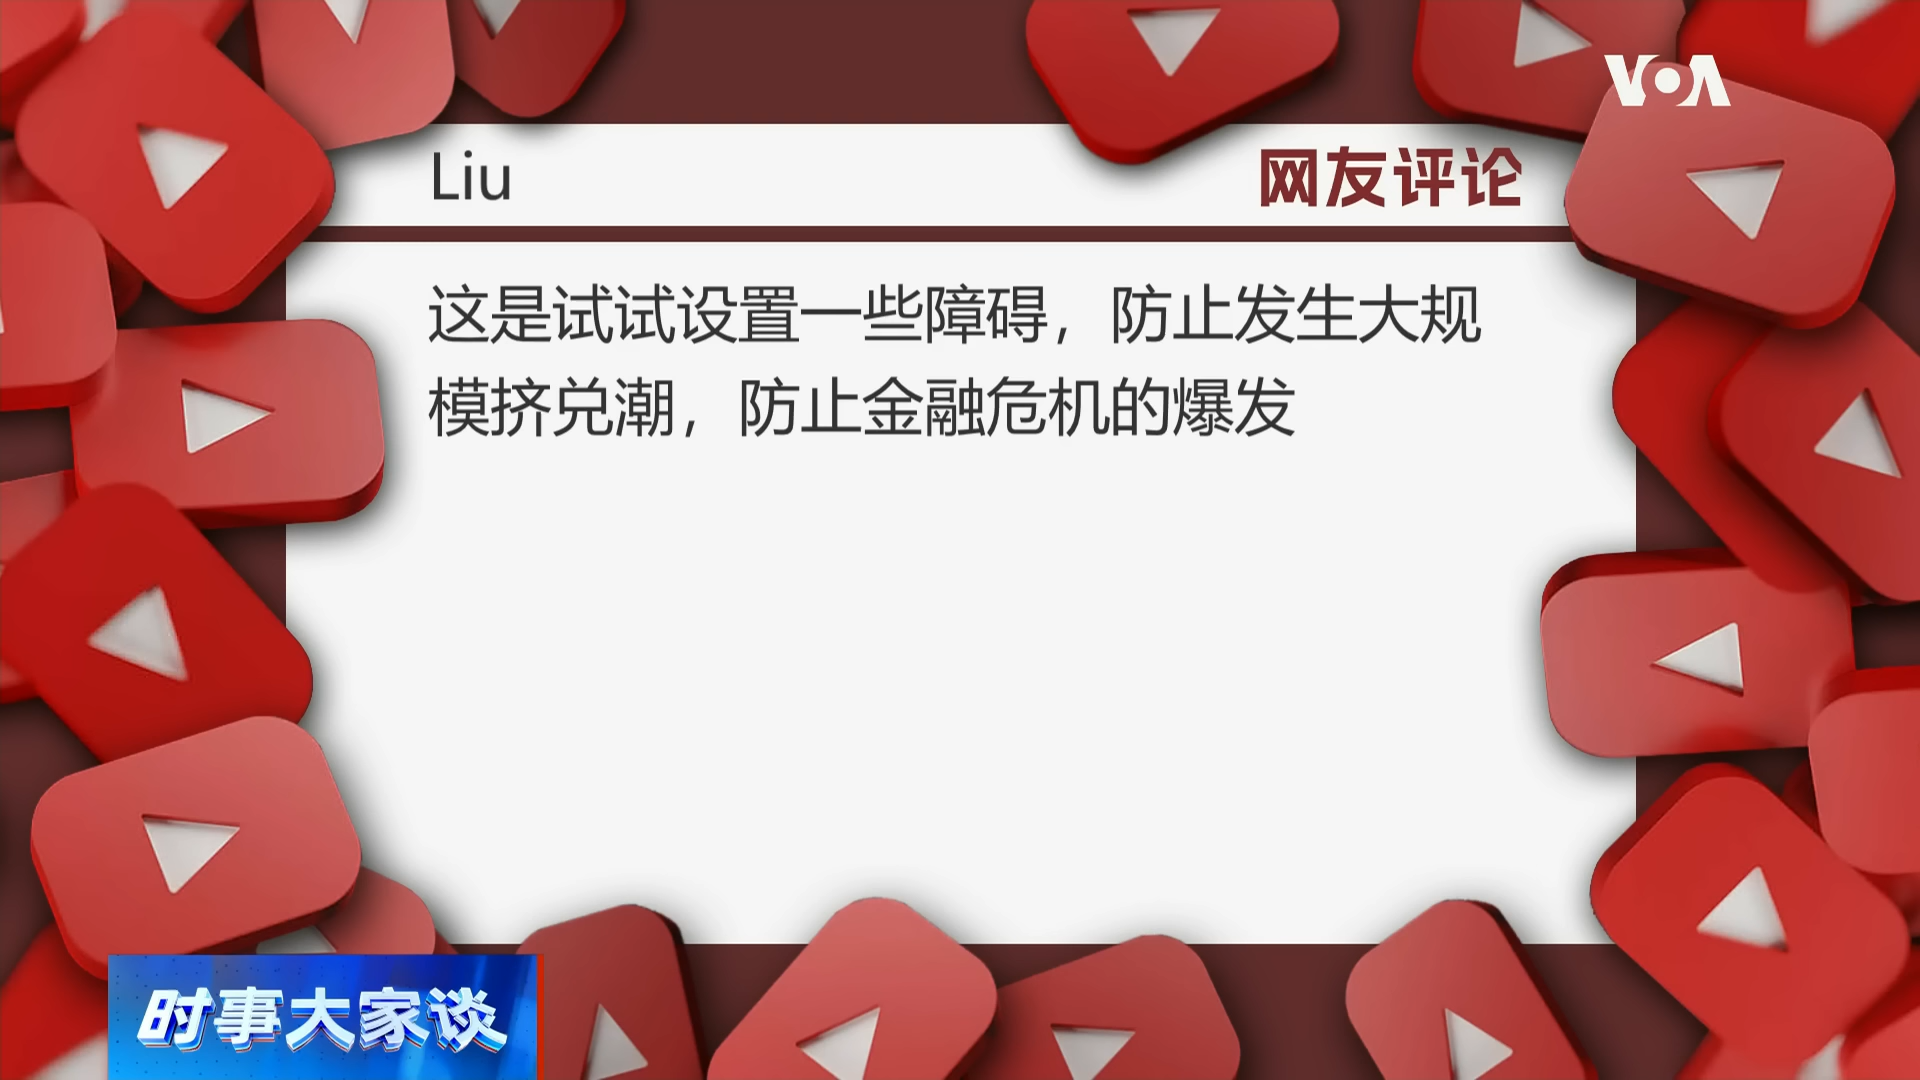 VOA
Liu
网友评论
这是试试设置一些障碍，防止发生大规
模挤兑潮，防止金融危机的爆发
时事大家谈